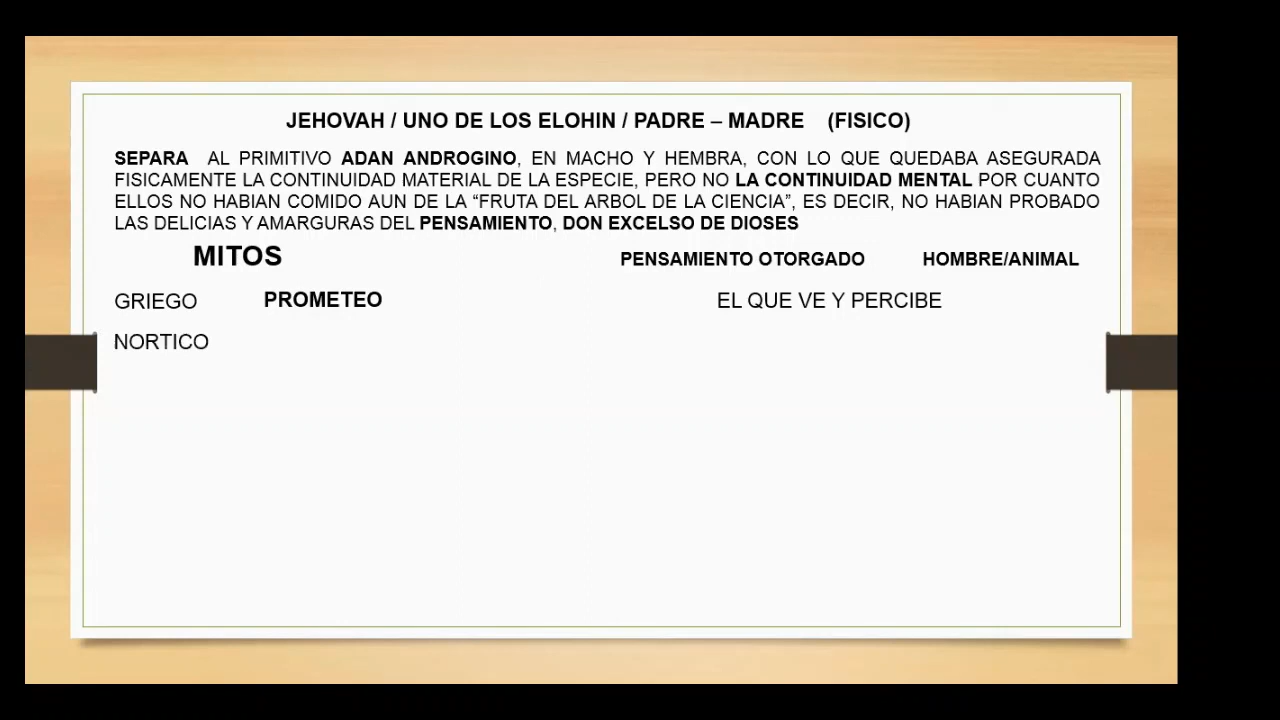 JEHOVAH / UNO DE LOS ELOHIN / PADRE – MADRE (FISICO)
SEPARA AL PRIMITIVO ADAN ANDROGINO, EN MACHO Y HEMBRA, CON LO QUE QUEDABA ASEGURADA
FISICAMENTE LA CONTINUIDAD MATERIAL DE LA ESPECIE, PERO NO LA CONTINUIDAD MENTAL POR CUANTO
ELLOS NO HABIAN COMIDO AUN DE LA “FRUTA DEL ARBOL DE LA CIENCIA”, ES DECIR, NO HABIAN PROBADO
LAS DELICIAS Y AMARGURAS DEL PENSAMIENTO, DON EXCELSO DE DIOSES
MITOS PENSAMIENTO OTORGADO HOMBRE/ANIMAL
GRIEGO PROMETEO EL QUE VE Y PERCIBE
NORTICO